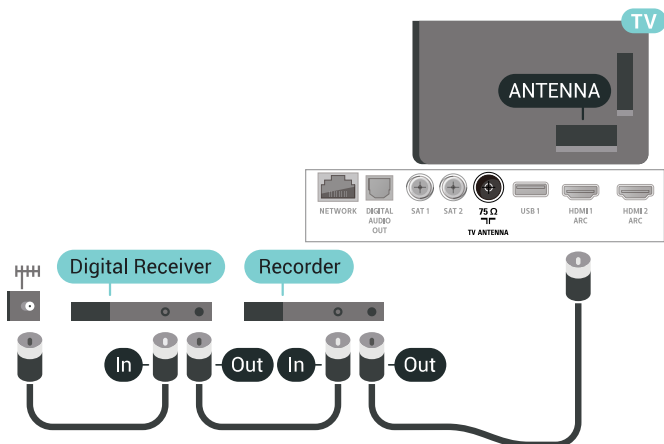 TV
ANTENNA
NETWORK
DIGITAL
AUDIO
OUT
SAT 1
SAT 2
75 Ω
TV ANTENNA
USB 1
HDMI 1
ARC
HDMI 2
ARC
Digital Receiver
Recorder
In
Out
In
Out